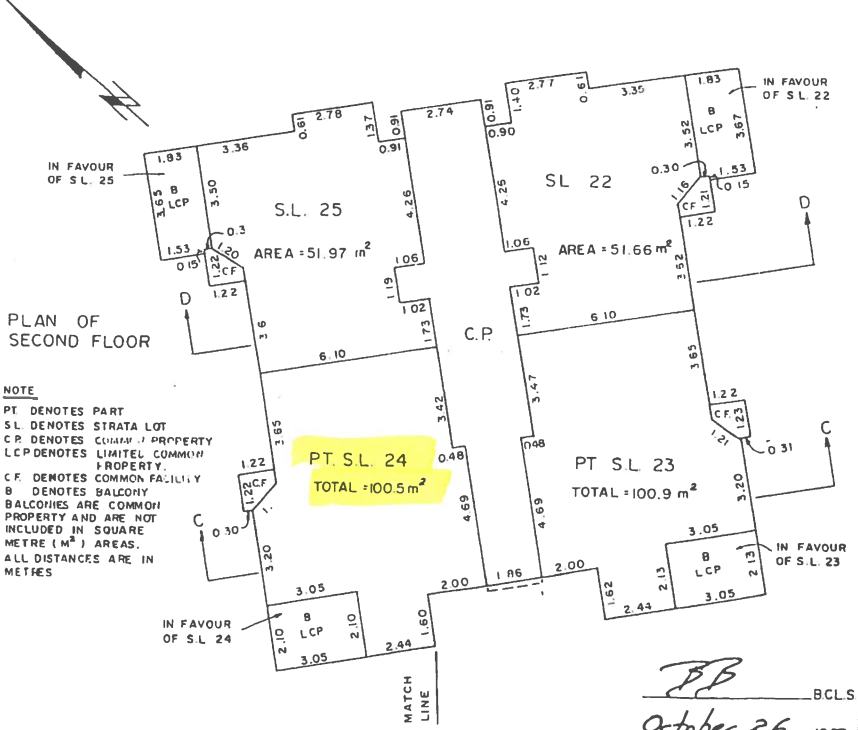 2.77
0.61
3.35
1.83
IN FAVOUR
OF S.L. 22
2.78
0.61
1.37
0.91
0.91
2.74
0.91
0.90
1.40
B
LCP
3.67
3.52
IN FAVOUR
OF S.L. 25
1.83
3.36
B
LCP
3.65
3.50
S.L. 25
AREA = 51.97 m²
4.26
4.26
SL 22
AREA = 51.66 m²
0.30
1.53
0.15
1.16
CF
1.21
1.22
D
1.53
0.15
0.3
1.20
1.22
CF
1.22
1.06
1.19
1.02
1.73
1.06
1.12
1.02
1.73
3.52
D
PLAN OF
SECOND FLOOR
3.6
6.10
C.P.
6.10
NOTE
PT. DENOTES PART
S.L. DENOTES STRATA LOT
C.P. DENOTES COMMON PROPERTY
LCP DENOTES LIMITED COMMON
PROPERTY.
C.F. DENOTES COMMON FACILITY
B DENOTES BALCONY
BALCONIES ARE COMMON
PROPERTY AND ARE NOT
INCLUDED IN SQUARE
METRE (M²) AREAS.
ALL DISTANCES ARE IN
METRES
3.65
3.42
3.47
3.65
PT. S.L. 24
TOTAL = 100.5 m²
0.48
0.48
PT S.L. 23
TOTAL = 100.9 m²
1.22
C.F.
1.23
1.21
0.31
C
1.22
1.22
CF
1.
0.30
C
3.20
4.69
4.69
3.20
3.05
B
LCP
2.13
2.13
3.05
IN FAVOUR
OF S.L. 23
2.00
1.86
2.00
1.62
2.44
3.05
B
LCP
2.10
2.10
3.05
IN FAVOUR
OF S.L. 24
2.44
1.60
MATCH
LINE
BB
B.C.L.S.
October 26